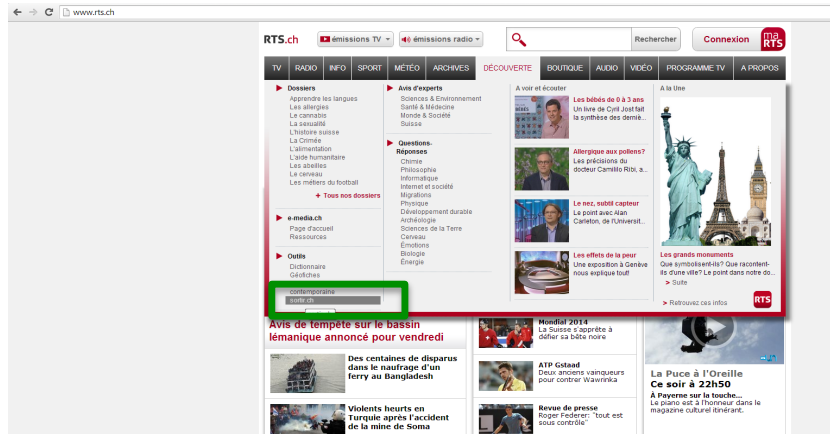 www.rts.ch
RTS.ch
émissions TV
émissions radio
Rechercher
Connexion
ma RTS
TV RADIO INFO SPORT MÉTÉO ARCHIVES DÉCOUVERTE BOUTIQUE AUDIO VIDÉO PROGRAMME TV A PROPOS
Dossiers
Apprendre les langues
Les allergies
Le cannabis
La sexualité
L'histoire suisse
La Crimée
L'alimentation
L'aide humanitaire
Les abeilles
Le cerveau
Les métiers du football
+ Tous nos dossiers
e-media.ch
Page d'accueil
Ressources
Outils
Dictionnaire
Géofiches
contemporaine
sortir.ch
Avis d'experts
Sciences & Environnement
Santé & Médecine
Monde & Société
Suisse
Questions-
Réponses
Chimie
Philosophie
Informatique
Internet et société
Migrations
Physique
Développement durable
Archéologie
Sciences de la Terre
Cerveau
Émotions
Biologie
Énergie
A voir et écouter
Les bébés de 0 à 3 ans
Un livre de Cyril Jost fait
la synthèse des derniè...
Allergique aux pollens?
Les précisions du
docteur Camillo Ribi, a...
Le nez, subtil capteur
Le point avec Alan
Carleton, de l'Universit...
Les effets de la peur
Une exposition à Genève
nous explique tout!
A la Une
Les grands monuments
Que symbolisent-ils? Que racontent-
ils d'une ville? Le point dans notre do...
> Suite
> Retrouvez ces infos
RTS
Avis de tempête sur le bassin
lémanique annoncé pour vendredi
Des centaines de disparus
dans le naufrage d'un
ferry au Bangladesh
Violents heurts en
Turquie après l'accident
de la mine de Soma
Mondial 2014
La Suisse s'apprête à
défier sa bête noire
ATP Gstaad
Deux anciens vainqueurs
pour contrer Wawrinka
Revue de presse
Roger Federer: "tout est
sous contrôle"
La Puce à l'Oreille
Ce soir à 22h50
À Payerne sur la touche...
Le piano est à l'honneur dans le
magazine culturel itinérant.